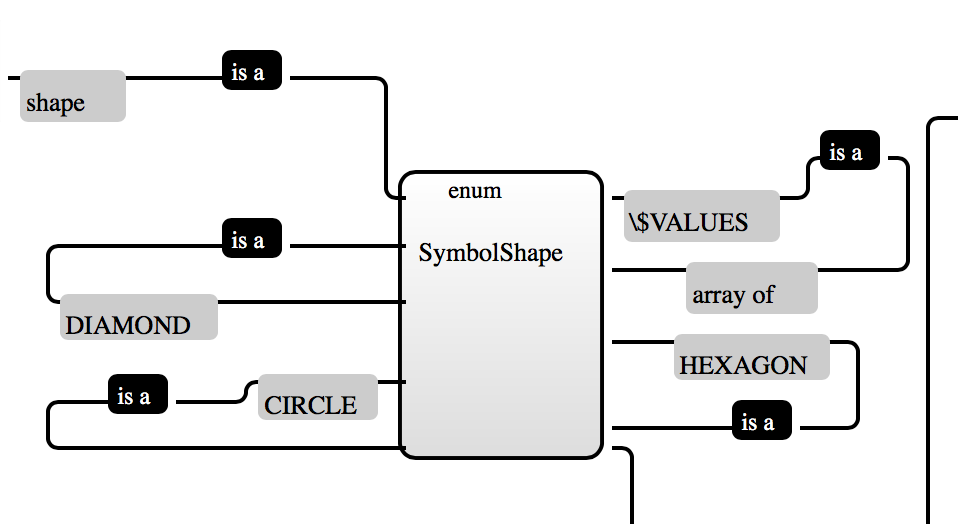 is a
shape
is a
enum
\$VALUES
is a
SymbolShape
array of
DIAMOND
HEXAGON
is a
CIRCLE
is a